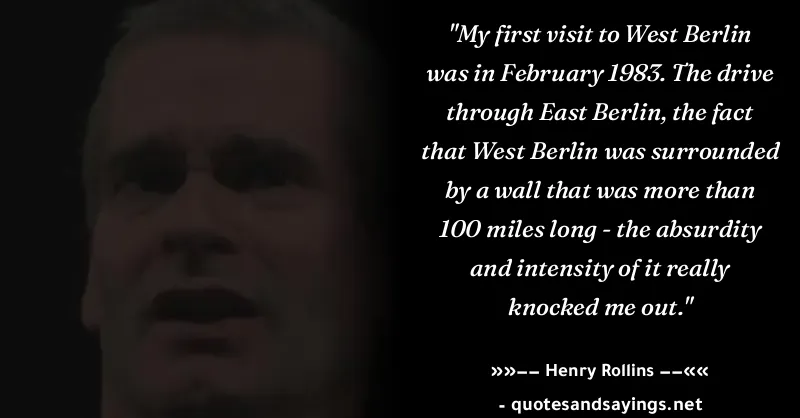 "My first visit to West Berlin
was in February 1983. The drive
through East Berlin, the fact
that West Berlin was surrounded
by a wall that was more than
100 miles long - the absurdity
and intensity of it really
knocked me out."
»»–– Henry Rollins ––««
- quotesandsayings.net